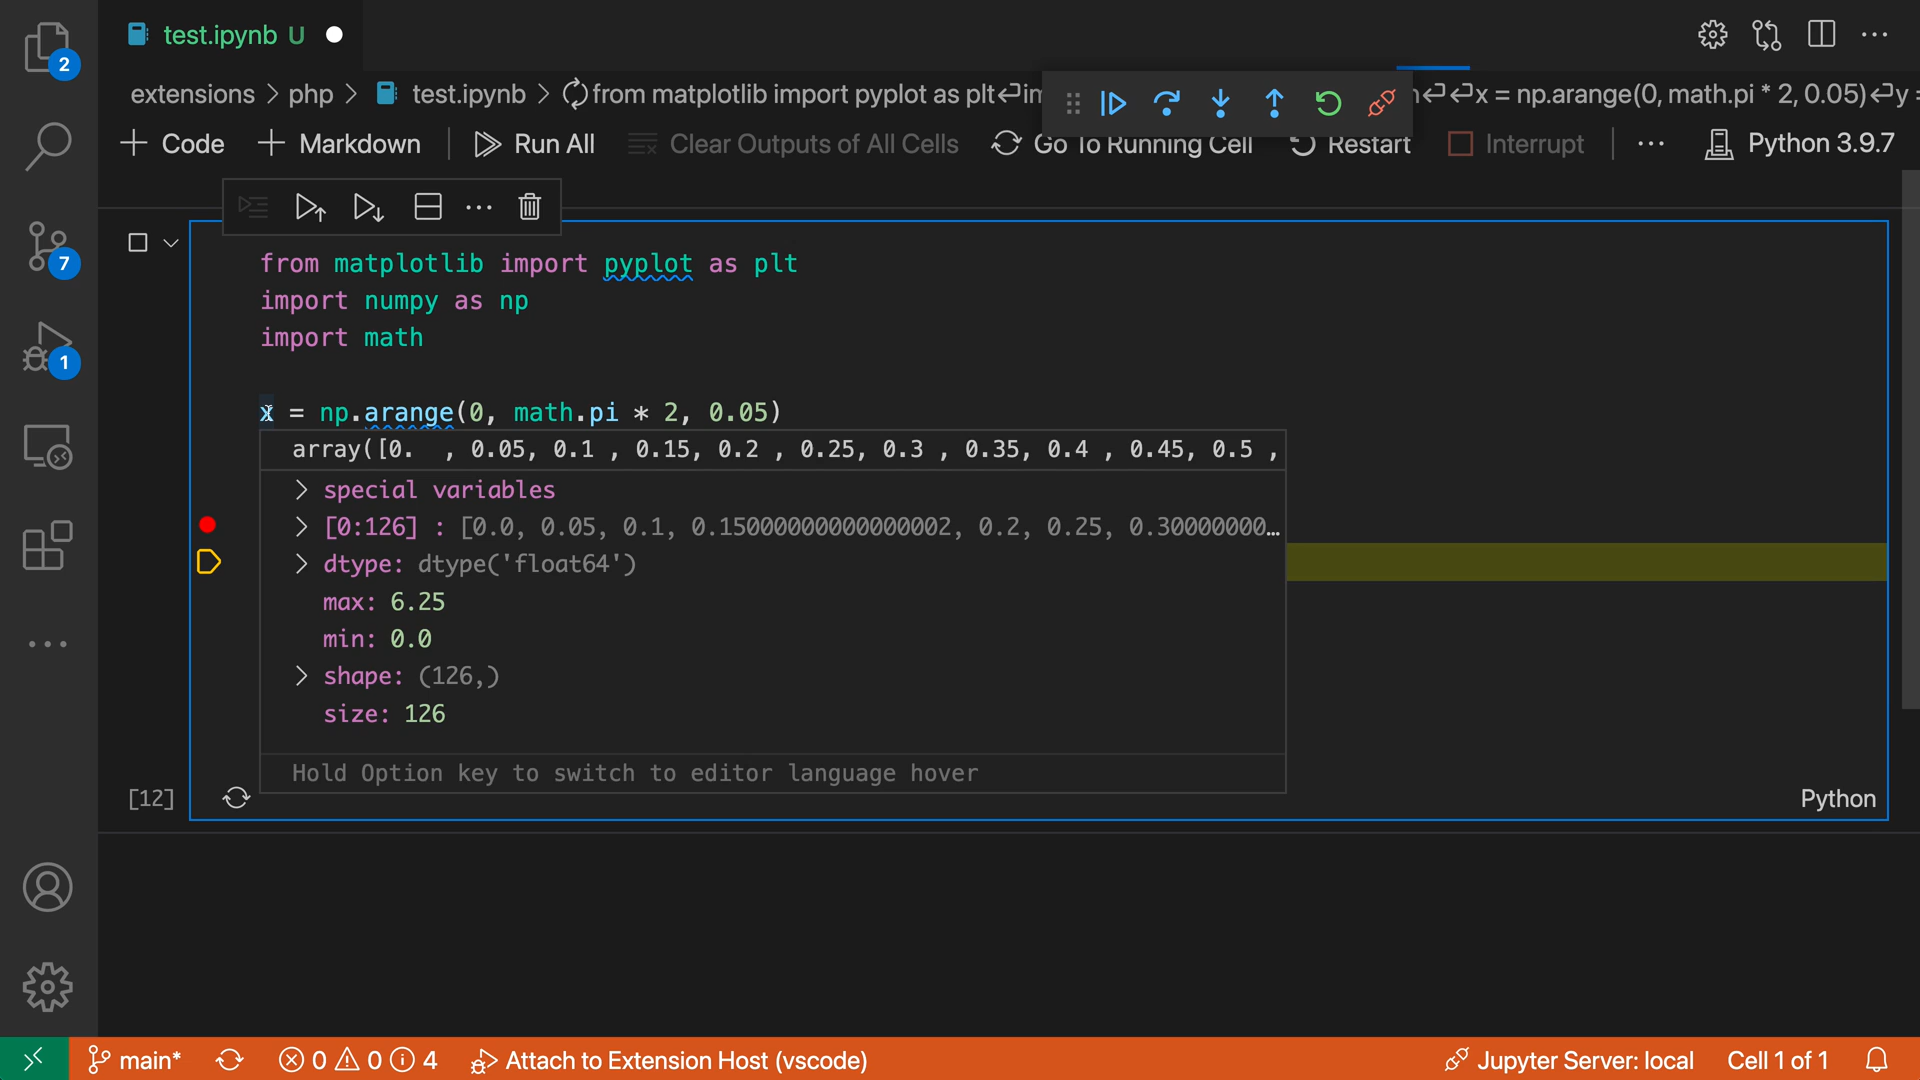 test.ipynb U
2
extensions > php > test.ipynb > from matplotlib import pyplot as plt⏎im
⏎⏎x = np.arange(0, math.pi * 2, 0.05)⏎y =
+ Code + Markdown Run All Clear Outputs of All Cells Go To Running Cell Restart Interrupt ... Python 3.9.7
7
from matplotlib import pyplot as plt
import numpy as np
import math
1
x = np.arange(0, math.pi * 2, 0.05)
array([0.  , 0.05, 0.1 , 0.15, 0.2 , 0.25, 0.3 , 0.35, 0.4 , 0.45, 0.5 ,
> special variables
> [0:126] : [0.0, 0.05, 0.1, 0.15000000000000002, 0.2, 0.25, 0.30000000…
> dtype: dtype('float64')
max: 6.25
min: 0.0
> shape: (126,)
size: 126
Hold Option key to switch to editor language hover
[12]
Python
main* 0 0 4 Attach to Extension Host (vscode) Jupyter Server: local Cell 1 of 1